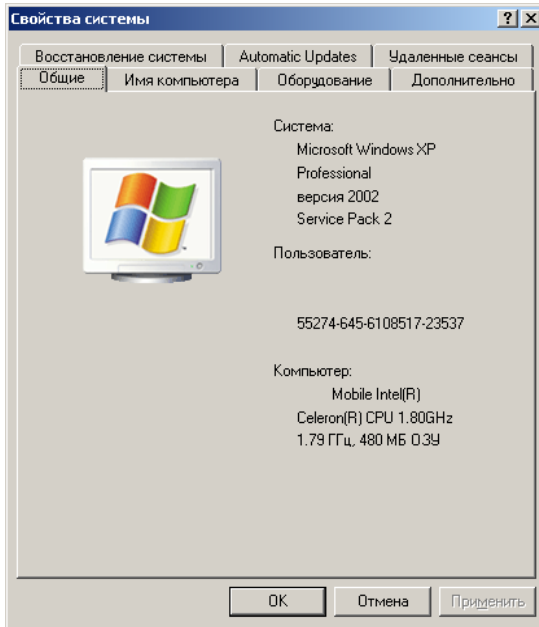 Свойства системы
Восстановление системы Automatic Updates Удаленные сеансы
Общие Имя компьютера Оборудование Дополнительно
Система:
Microsoft Windows XP
Professional
версия 2002
Service Pack 2
Пользователь:
55274-645-6108517-23537
Компьютер:
Mobile Intel(R)
Celeron(R) CPU 1.80GHz
1.79 ГГц, 480 МБ ОЗУ
OK Отмена Применить